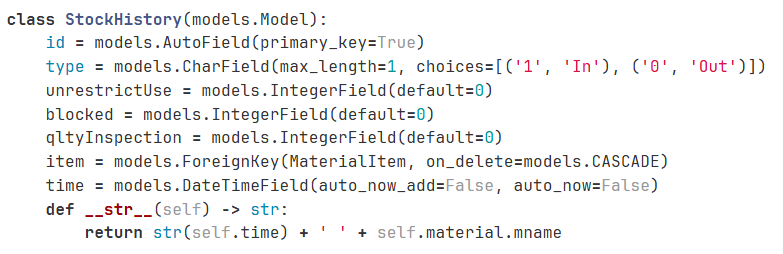 class StockHistory(models.Model):
    id = models.AutoField(primary_key=True)
    type = models.CharField(max_length=1, choices=[('1', 'In'), ('0', 'Out')])
    unrestrictUse = models.IntegerField(default=0)
    blocked = models.IntegerField(default=0)
    qltyInspection = models.IntegerField(default=0)
    item = models.ForeignKey(MaterialItem, on_delete=models.CASCADE)
    time = models.DateTimeField(auto_now_add=False, auto_now=False)
    def __str__(self) -> str:
        return str(self.time) + ' ' + self.material.mname